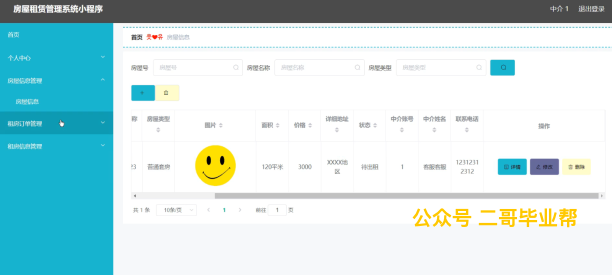 房屋租赁管理系统小程序 中介 1 退出登录
首页
个人中心
房屋信息管理
房屋信息
租房订单管理
租房信息管理
首页 房屋信息
房屋号 房屋号 房屋名称 房屋名称 房屋类型 房屋类型
称 房屋类型 图片 面积 价格 详细地址 状态 中介账号 中介姓名 联系电话 操作
23 普通套房 120平米 3000 XXXX地区 待出租 1 客服客服 12312312312 详情 修改 删除
共 1 条 10条/页 1 前往 1 页
公众号 二哥毕业帮